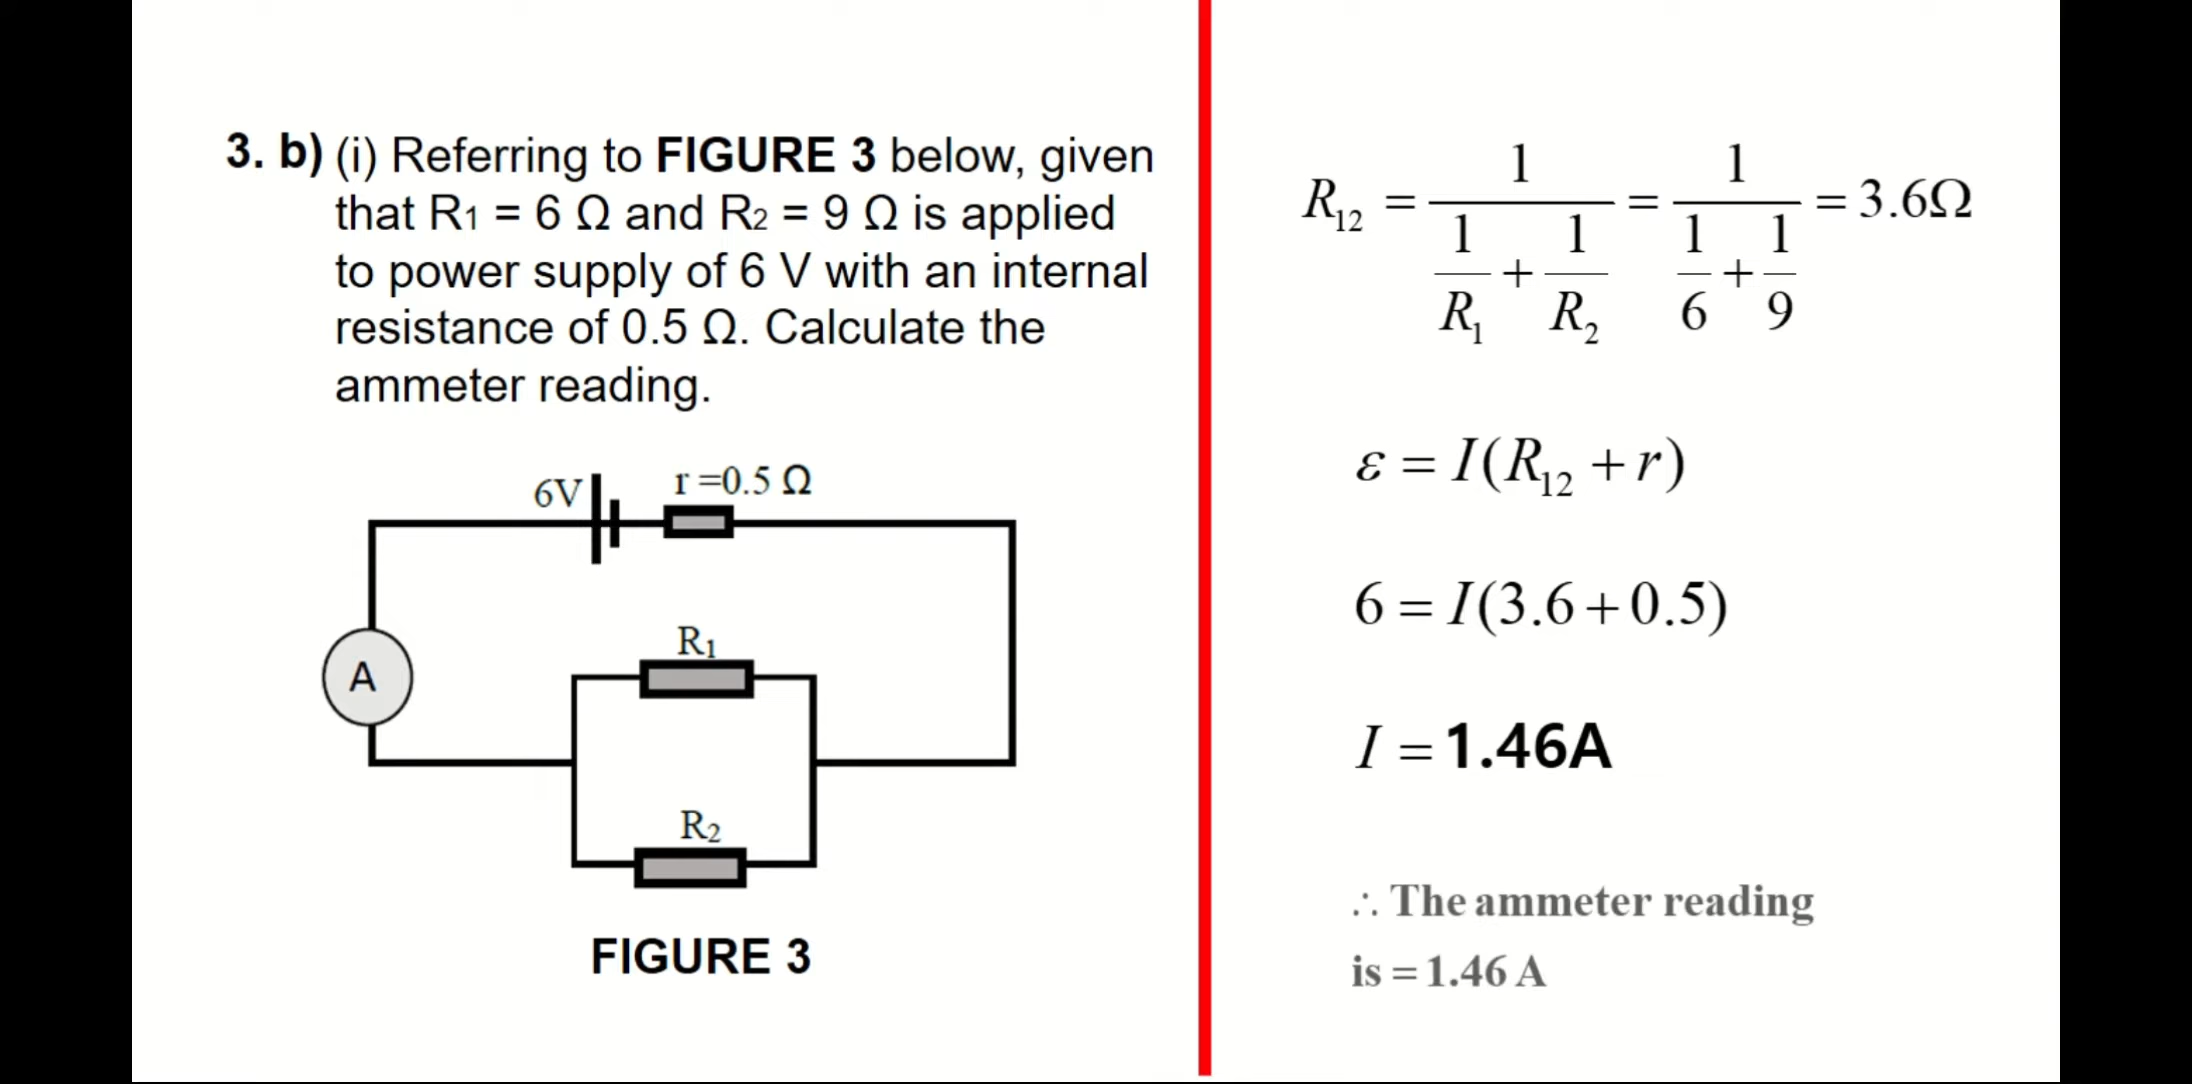 3. b) (i) Referring to FIGURE 3 below, given
that R₁ = 6 Ω and R₂ = 9 Ω is applied
to power supply of 6 V with an internal
resistance of 0.5 Ω. Calculate the
ammeter reading.
6V
r =0.5 Ω
A
R₁
R₂
FIGURE 3
R₁₂ = 1/(1/R₁ + 1/R₂) = 1/(1/6 + 1/9) = 3.6Ω
ε = I(R₁₂ + r)
6 = I(3.6 + 0.5)
I = 1.46A
∴ The ammeter reading
is = 1.46 A